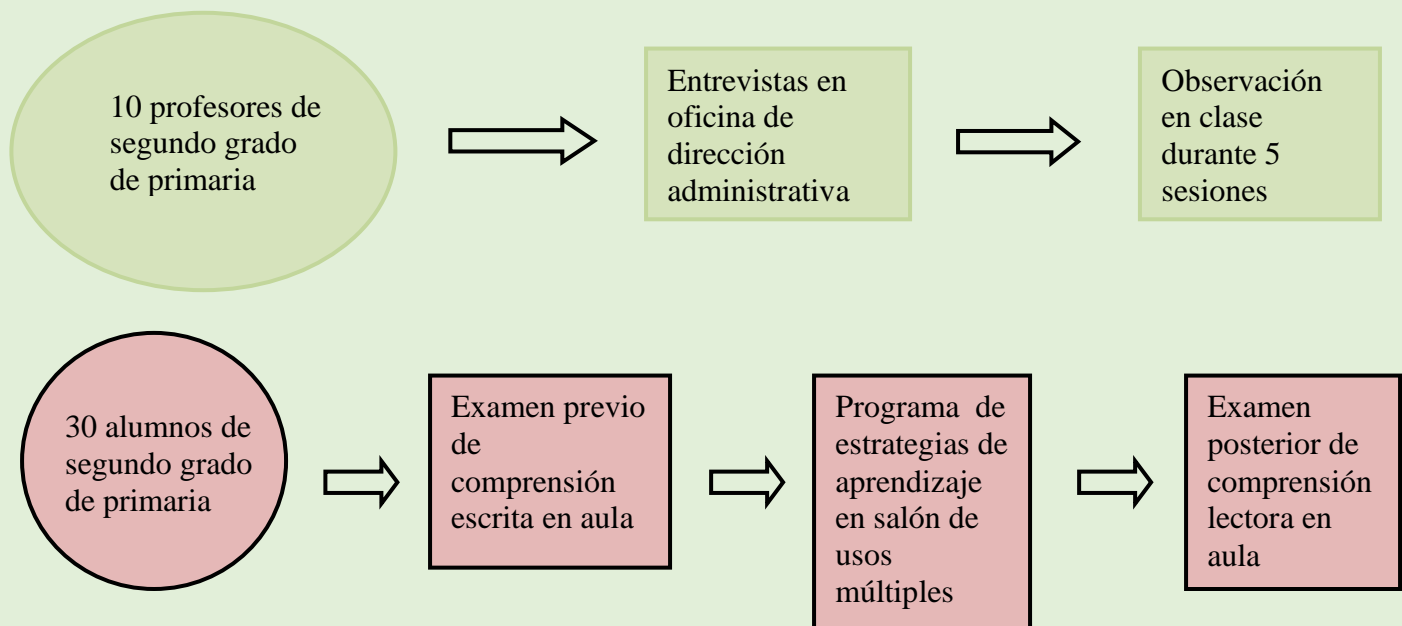 10 profesores de
segundo grado
de primaria
Entrevistas en
oficina de
dirección
administrativa
Observación
en clase
durante 5
sesiones
30 alumnos de
segundo grado
de primaria
Examen previo
de
comprensión
escrita en aula
Programa de
estrategias de
aprendizaje
en salón de
usos
múltiples
Examen
posterior de
comprensión
lectora en
aula